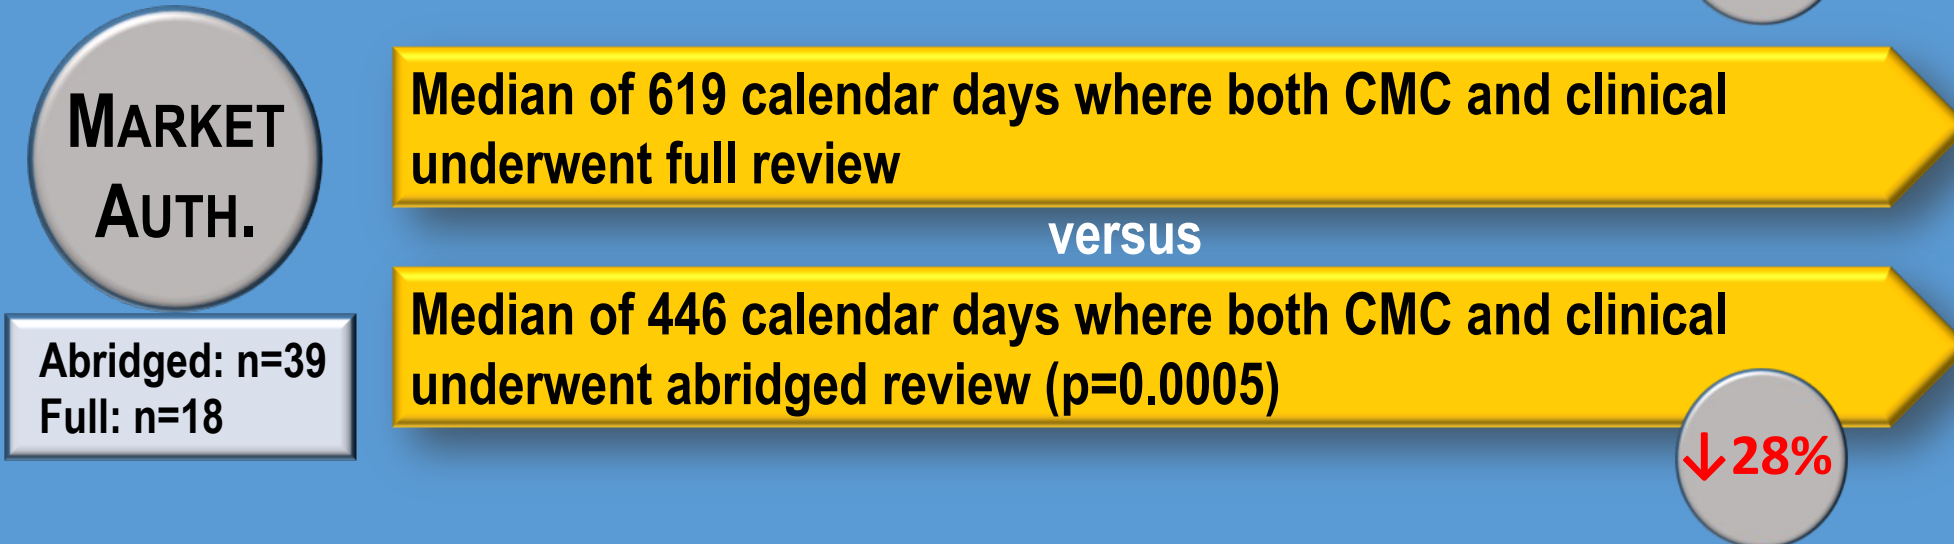 MARKET
AUTH.
Abridged: n=39
Full: n=18
Median of 619 calendar days where both CMC and clinical
underwent full review
versus
Median of 446 calendar days where both CMC and clinical
underwent abridged review (p=0.0005)
↓28%